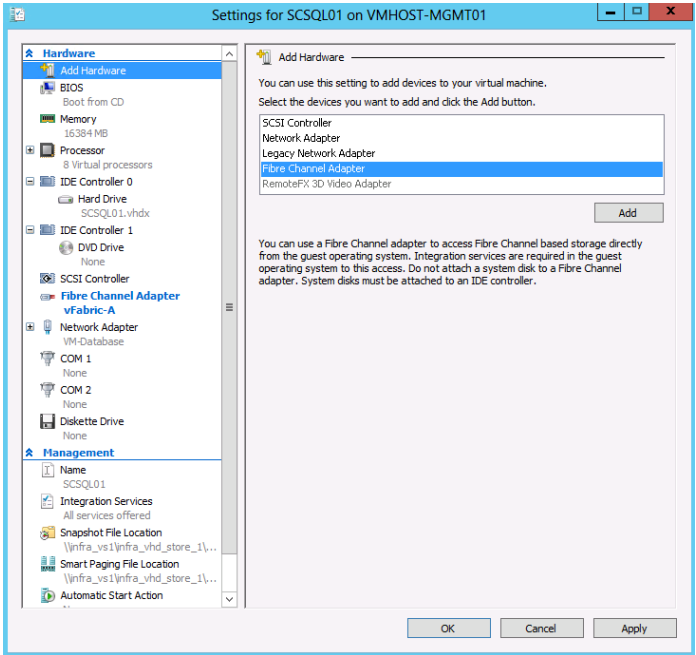 Settings for SCSQL01 on VMHOST-MGMT01
Hardware
Add Hardware
BIOS
Boot from CD
Memory
16384 MB
Processor
8 Virtual processors
IDE Controller 0
Hard Drive
SCSQL01.vhdx
IDE Controller 1
DVD Drive
None
SCSI Controller
Fibre Channel Adapter
vFabric-A
Network Adapter
VM-Database
COM 1
None
COM 2
None
Diskette Drive
None
Management
Name
SCSQL01
Integration Services
All services offered
Snapshot File Location
\\infra_vs1\infra_vhd_store_1\...
Smart Paging File Location
\\infra_vs1\infra_vhd_store_1\...
Automatic Start Action
Add Hardware
You can use this setting to add devices to your virtual machine.
Select the devices you want to add and click the Add button.
SCSI Controller
Network Adapter
Legacy Network Adapter
Fibre Channel Adapter
RemoteFX 3D Video Adapter
Add
You can use a Fibre Channel adapter to access Fibre Channel based storage directly
from the guest operating system. Integration services are required in the guest
operating system to this access. Do not attach a system disk to a Fibre Channel
adapter. System disks must be attached to an IDE controller.
OK
Cancel
Apply